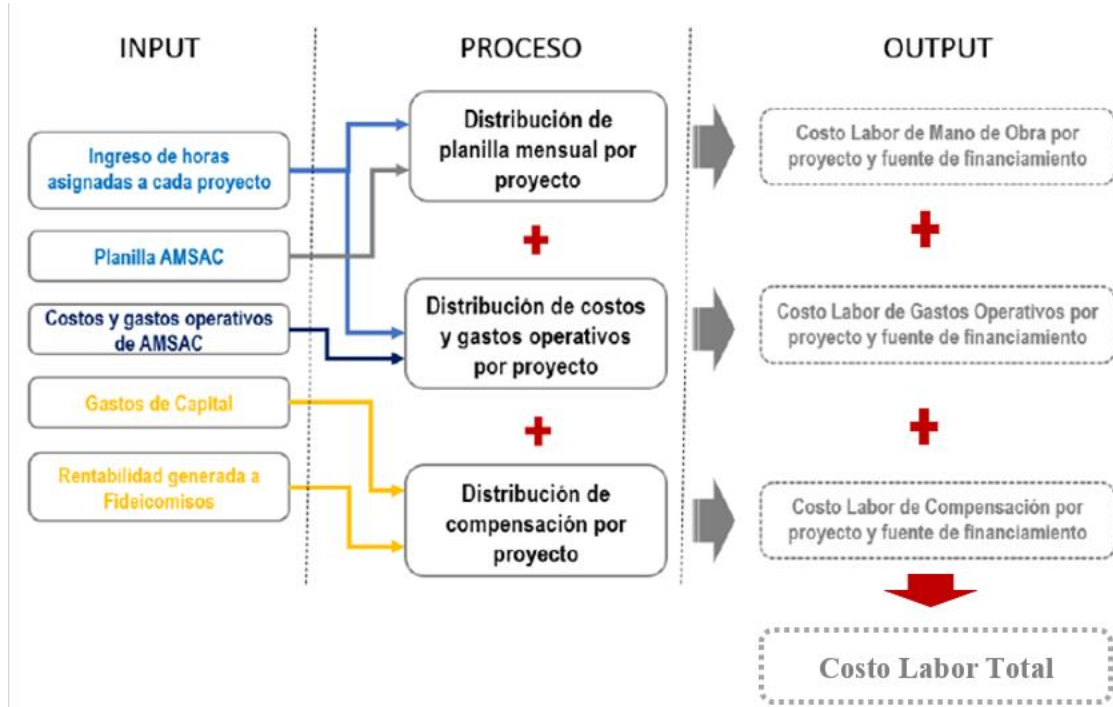 INPUT
PROCESO
OUTPUT
Ingreso de horas
asignadas a cada proyecto
Planilla AMSAC
Costos y gastos operativos
de AMSAC
Gastos de Capital
Rentabilidad generada a
Fideicomisos
Distribución de
planilla mensual por
proyecto
+
Distribución de costos
y gastos operativos
por proyecto
+
Distribución de
compensación por
proyecto
Costo Labor de Mano de Obra por
proyecto y fuente de financiamiento
+
Costo Labor de Gastos Operativos por
proyecto y fuente de financiamiento
+
Costo Labor de Compensación por
proyecto y fuente de financiamiento
Costo Labor Total